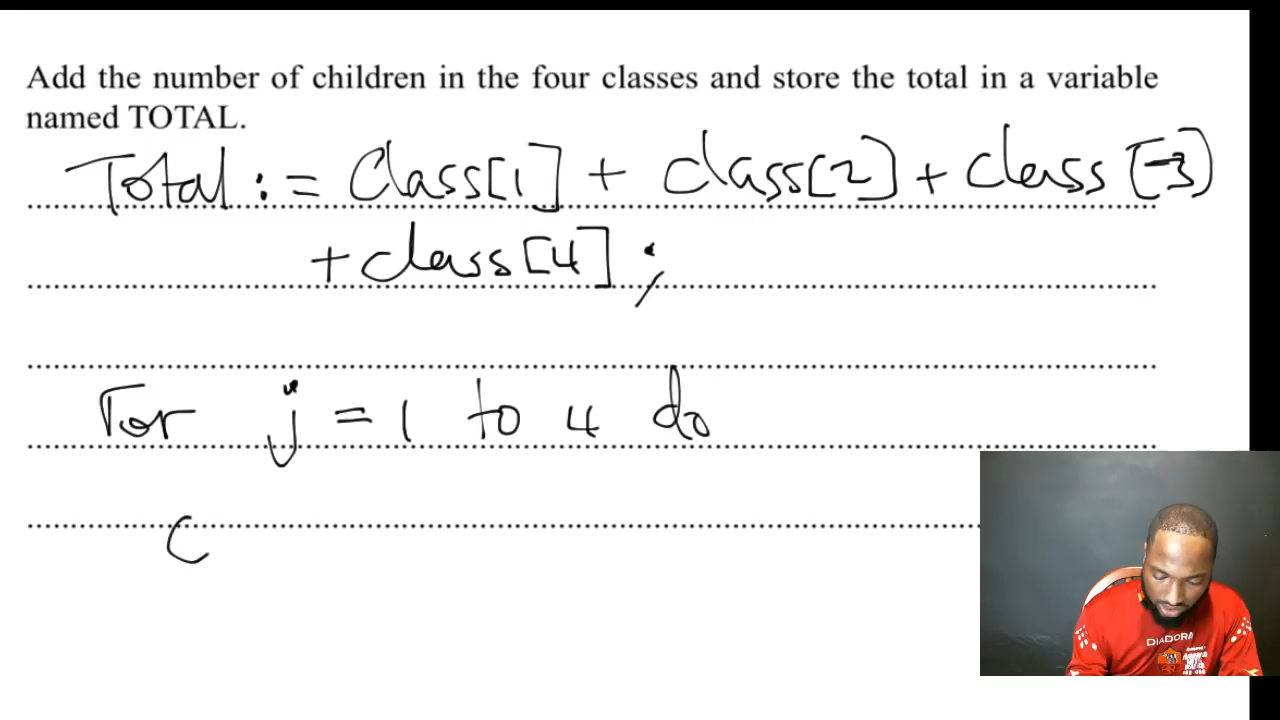 Add the number of children in the four classes and store the total in a variable
named TOTAL.
Total := Class[1] + class[2] + class [3]
+ class[4] ;
For j = 1 to 4 do
C
DIADORA